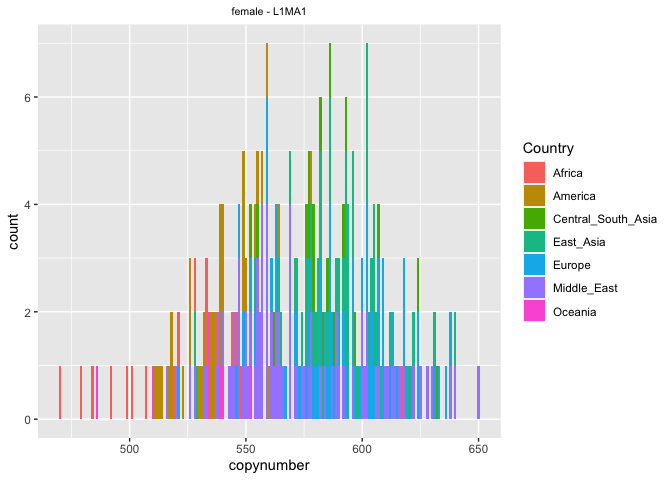 female - L1MA1
count
6
4
2
0
500
550
600
650
copynumber
Country
Africa
America
Central_South_Asia
East_Asia
Europe
Middle_East
Oceania